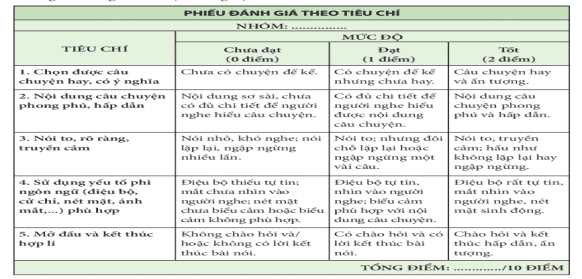 PHIẾU ĐÁNH GIÁ THEO TIÊU CHÍ
NHÓM: ..............
TIÊU CHÍ
MỨC ĐỘ
Chưa đạt
(0 điểm)
Đạt
(1 điểm)
Tốt
(2 điểm)
1. Chọn được câu
chuyện hay, có ý nghĩa
Chưa có chuyện để kể.
Có chuyện để kể
nhưng chưa hay.
Câu chuyện hay
và ấn tượng.
2. Nội dung câu chuyện
phong phú, hấp dẫn
Nội dung sơ sài, chưa
có đủ chi tiết để người
nghe hiểu câu chuyện.
Có đủ chi tiết để
người nghe hiểu
được nội dung
câu chuyện.
Nội dung câu
chuyện phong
phú và hấp dẫn.
3. Nói to, rõ ràng,
truyền cảm
Nói nhỏ, khó nghe; nói
lặp lại, ngập ngừng
nhiều lần.
Nói to; nhưng đôi
chỗ lặp lại hoặc
ngập ngừng một
vài câu.
Nói to, truyền
cảm; hầu như
không lặp lại hay
ngập ngừng.
4. Sử dụng yếu tố phi
ngôn ngữ (điệu bộ,
cử chỉ, nét mặt, ánh
mắt,...) phù hợp
Điệu bộ thiếu tự tin;
mắt chưa nhìn vào
người nghe; nét mặt
chưa biểu cảm hoặc biểu
cảm không phù hợp.
Điệu bộ tự tin,
nhìn vào người
nghe; biểu cảm
phù hợp với nội
dung câu chuyện.
Điệu bộ rất tự tin,
mắt nhìn vào
người nghe, nét
mặt sinh động.
5. Mở đầu và kết thúc
hợp lí
Không chào hỏi và/
hoặc không có lời kết
thúc bài nói.
Có chào hỏi và có
lời kết thúc bài
nói.
Chào hỏi và kết
thúc hấp dẫn, ấn
tượng.
TỔNG ĐIỂM: ............/10 ĐIỂM